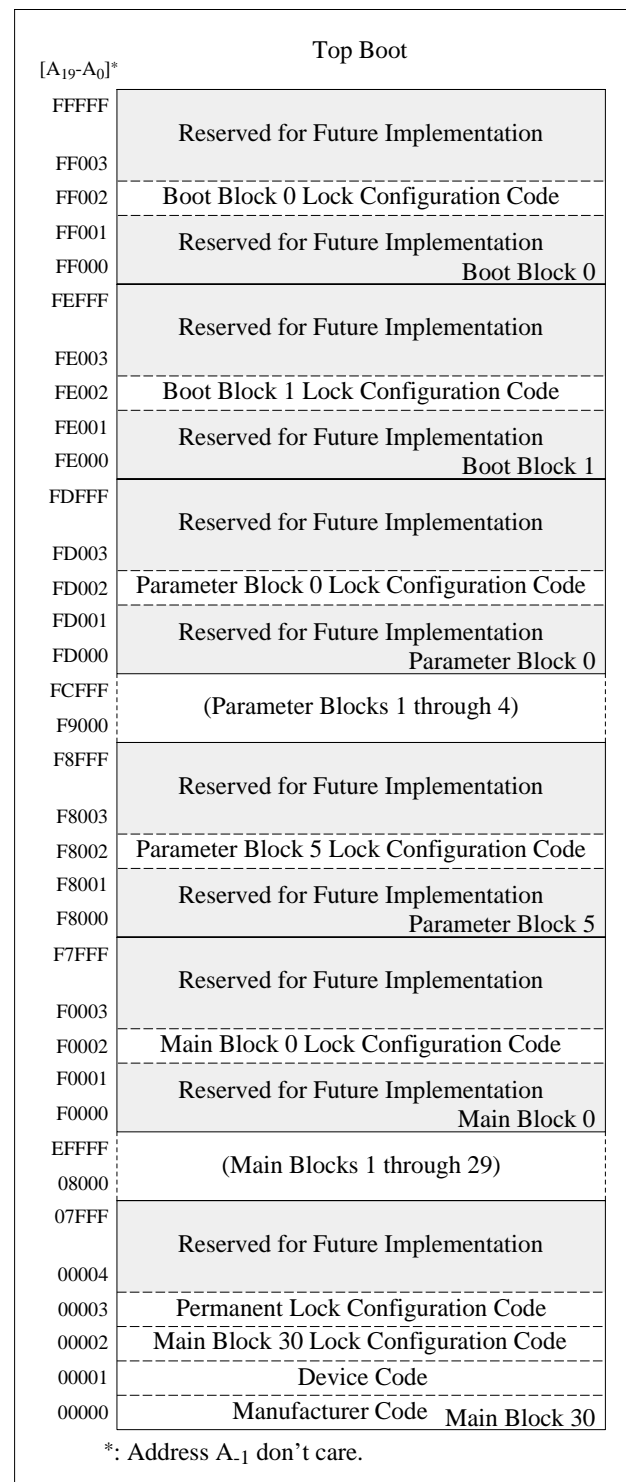 Top Boot
[A19-A0]*
FFFFF
Reserved for Future Implementation
FF003
FF002 Boot Block 0 Lock Configuration Code
FF001
Reserved for Future Implementation
FF000
Boot Block 0
FEFFF
Reserved for Future Implementation
FE003
FE002 Boot Block 1 Lock Configuration Code
FE001
Reserved for Future Implementation
FE000
Boot Block 1
FDFFF
Reserved for Future Implementation
FD003
FD002 Parameter Block 0 Lock Configuration Code
FD001
Reserved for Future Implementation
FD000
Parameter Block 0
FCFFF
(Parameter Blocks 1 through 4)
F9000
F8FFF
Reserved for Future Implementation
F8003
F8002 Parameter Block 5 Lock Configuration Code
F8001
Reserved for Future Implementation
F8000
Parameter Block 5
F7FFF
Reserved for Future Implementation
F0003
F0002 Main Block 0 Lock Configuration Code
F0001
Reserved for Future Implementation
F0000
Main Block 0
EFFFF
(Main Blocks 1 through 29)
08000
07FFF
Reserved for Future Implementation
00004
00003 Permanent Lock Configuration Code
00002 Main Block 30 Lock Configuration Code
00001 Device Code
00000 Manufacturer Code Main Block 30
*: Address A-1 don't care.